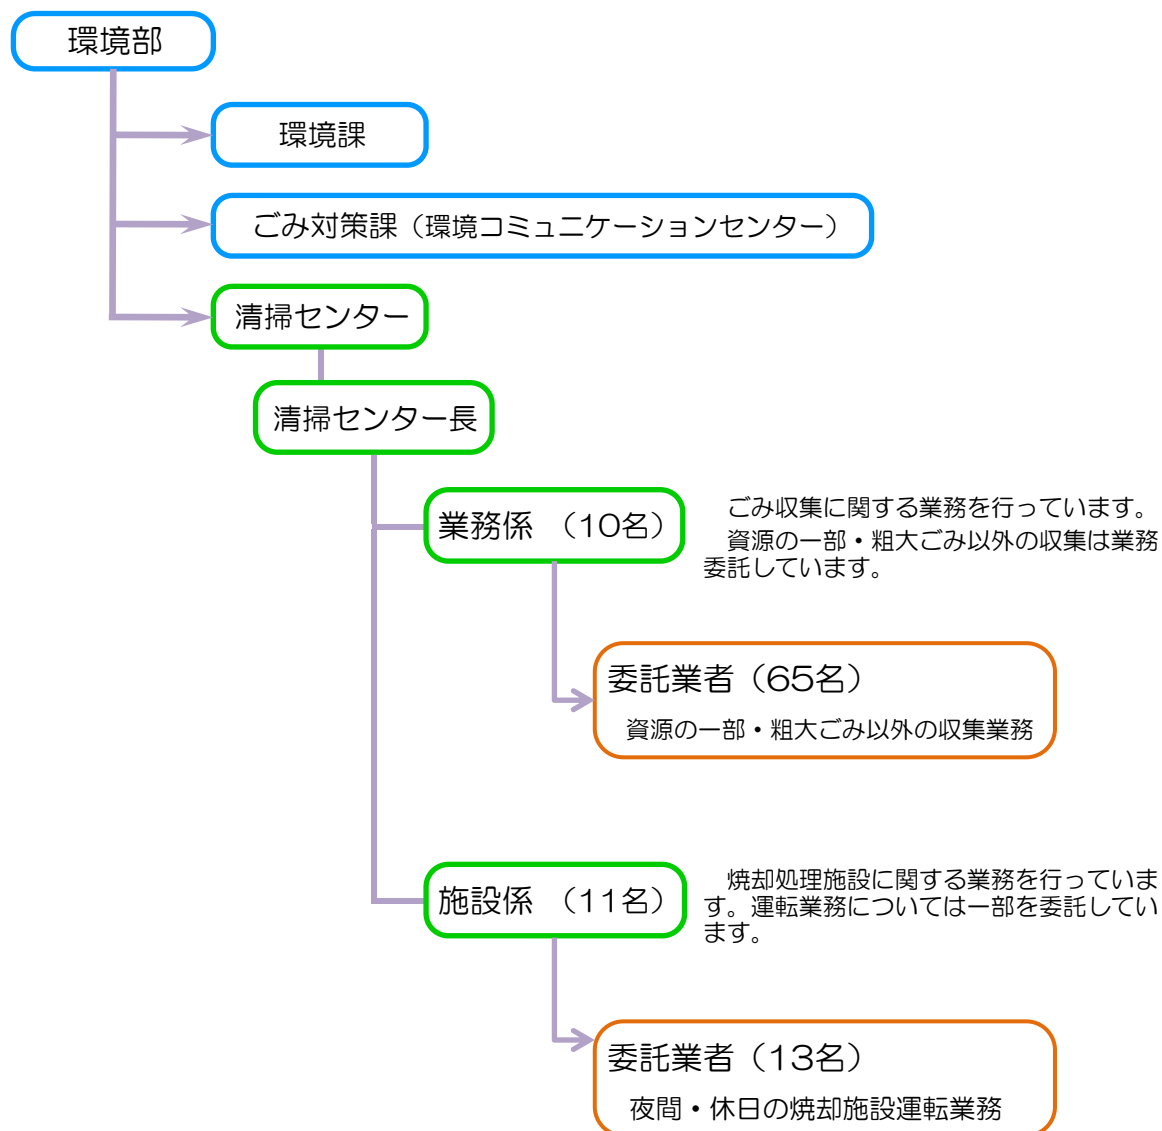 環境部
環境課
ごみ対策課（環境コミュニケーションセンター）
清掃センター
清掃センター長
業務係　（10名）
ごみ収集に関する業務を行っています。
資源の一部・粗大ごみ以外の収集は業務
委託しています。
委託業者（65名）
資源の一部・粗大ごみ以外の収集業務
施設係　（11名）
焼却処理施設に関する業務を行っていま
す。運転業務については一部を委託してい
ます。
委託業者（13名）
夜間・休日の焼却施設運転業務